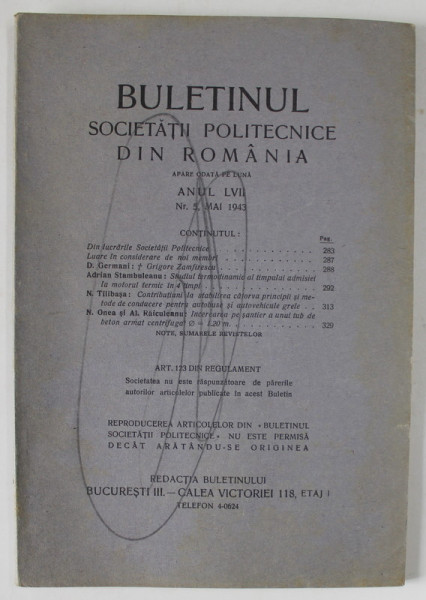 BULETINUL
SOCIETĂȚII POLITECNICE
DIN ROMÂNIA
APARE ODATĂ PE LUNĂ
ANUL LVII
Nr. 5, MAI 1943
CONȚINUTUL:
Pag.
Din lucrările Societății Politecnice . . . . . . . . . . . . 283
Luare în considerare de noi membri . . . . . . . . . . . . 287
D. Germani: † Grigore Zamfirescu . . . . . . . . . . . . 288
Adrian Stambuleanu: Studiul termodinamic al timpului admisiei
la motorul termic în 4 timpi . . . . . . . . . . . . 292
N. Tilibașa: Contribuțiuni la stabilirea câtorva principii și me-
tode de conducere pentru autobuse și autovehicule grele . . 313
N. Onea și Al. Răiculeanu: Încercarea pe șantier a unui tub de
beton armat centrifugat ∅ = 1,20 m. . . . . . . . . . . . 329
NOTE, SUMARELE REVISTELOR
ART. 173 DIN REGULAMENT
Societatea nu este răspunzătoare de părerile
autorilor articolelor publicate în acest Buletin
REPRODUCEREA ARTICOLELOR DIN «BULETINUL
SOCIETĂȚII POLITECNICE» NU ESTE PERMISĂ
DECÂT ARĂTÂNDU-SE ORIGINEA
REDACȚIA BULETINULUI
BUCUREȘTI III. — CALEA VICTORIEI 118, ETAJ I
TELEFON 4-0624